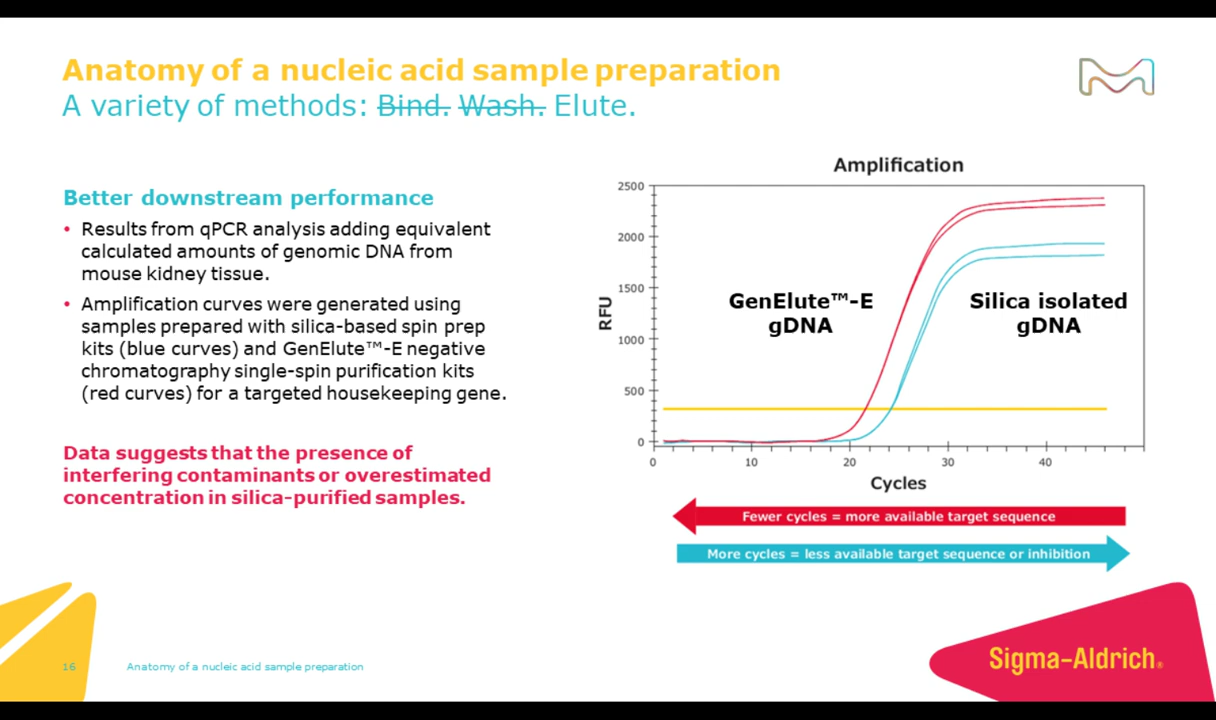 Anatomy of a nucleic acid sample preparation
A variety of methods: Bind. Wash. Elute.
Better downstream performance
• Results from qPCR analysis adding equivalent
calculated amounts of genomic DNA from
mouse kidney tissue.
• Amplification curves were generated using
samples prepared with silica-based spin prep
kits (blue curves) and GenElute™-E negative
chromatography single-spin purification kits
(red curves) for a targeted housekeeping gene.
Data suggests that the presence of
interfering contaminants or overestimated
concentration in silica-purified samples.
Amplification
2500
2000
1500
1000
500
0
RFU
GenElute™-E
gDNA
Silica isolated
gDNA
0 10 20 30 40
Cycles
Fewer cycles = more available target sequence
More cycles = less available target sequence or inhibition
16 Anatomy of a nucleic acid sample preparation
Sigma-Aldrich®